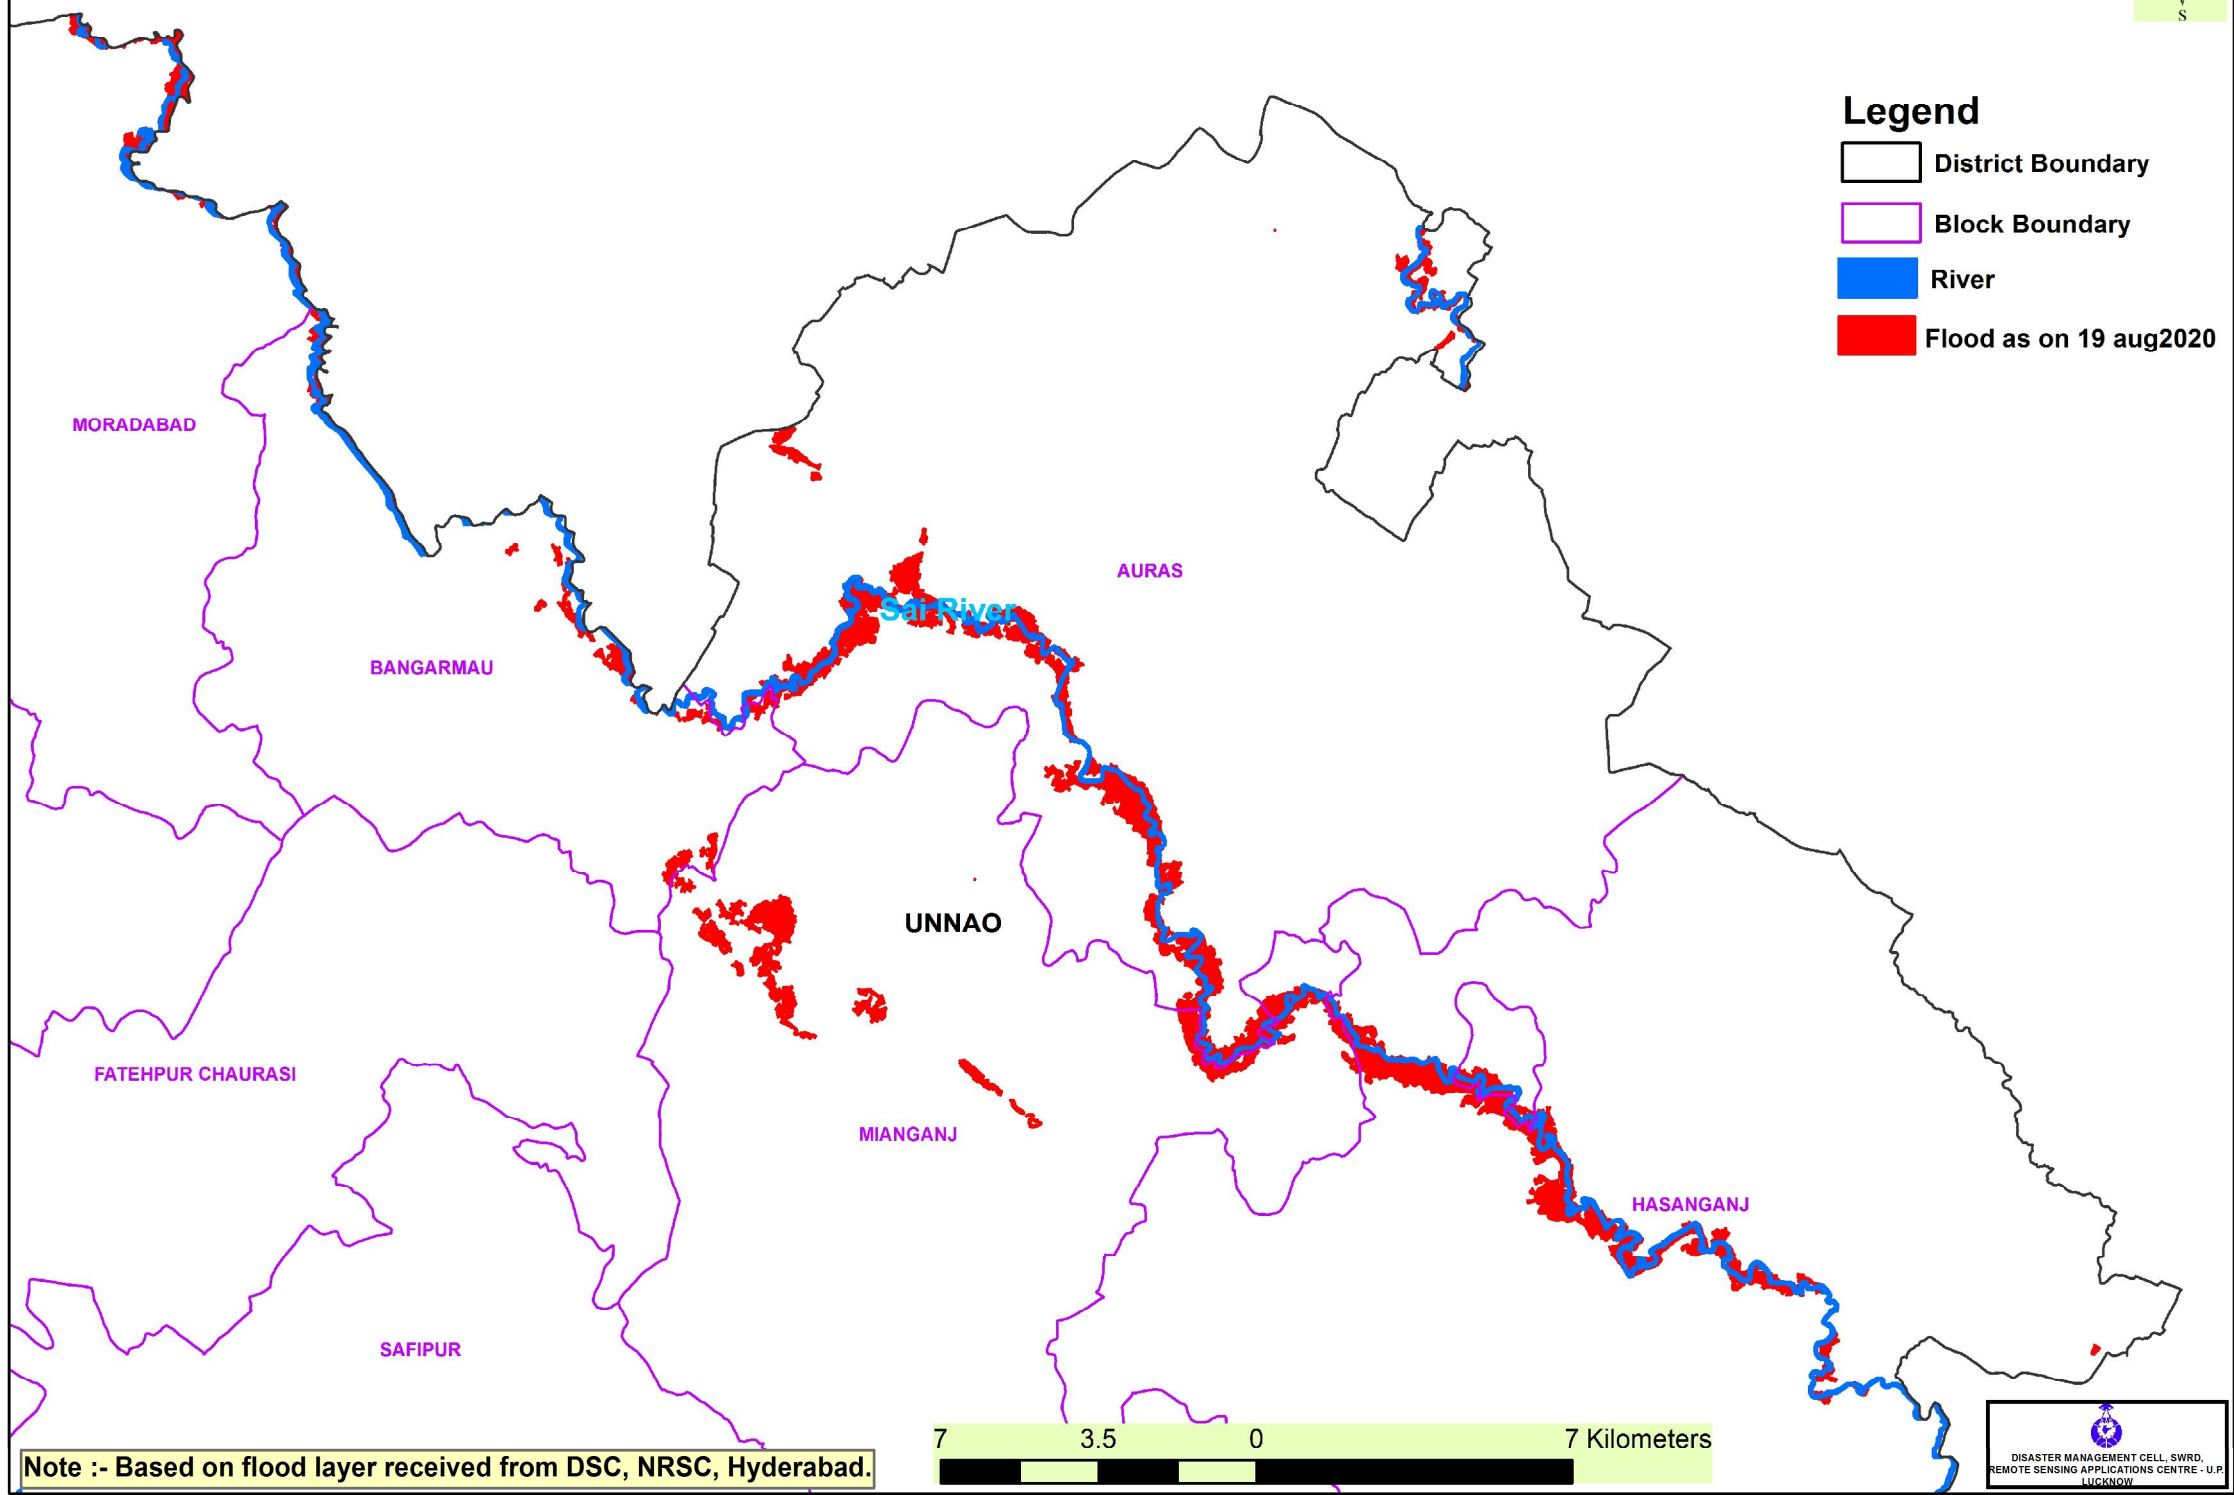 S
Legend
District Boundary
Block Boundary
River
Flood as on 19 aug2020
MORADABAD
AURAS
Sai River
BANGARMAU
UNNAO
FATEHPUR CHAURASI
MIANGANJ
HASANGANJ
SAFIPUR
7 3.5 0 7 Kilometers
Note :- Based on flood layer received from DSC, NRSC, Hyderabad.
DISASTER MANAGEMENT CELL, SWRD,
REMOTE SENSING APPLICATIONS CENTRE - U.P.
LUCKNOW